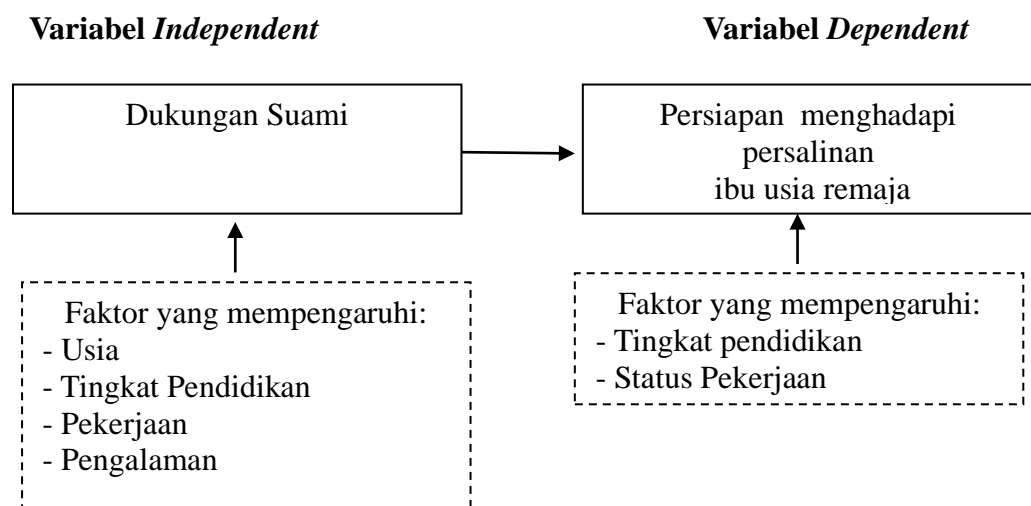 Variabel Independent
Variabel Dependent
Dukungan Suami
Persiapan menghadapi
persalinan
ibu usia remaja
Faktor yang mempengaruhi:
- Usia
- Tingkat Pendidikan
- Pekerjaan
- Pengalaman
Faktor yang mempengaruhi:
- Tingkat pendidikan
- Status Pekerjaan